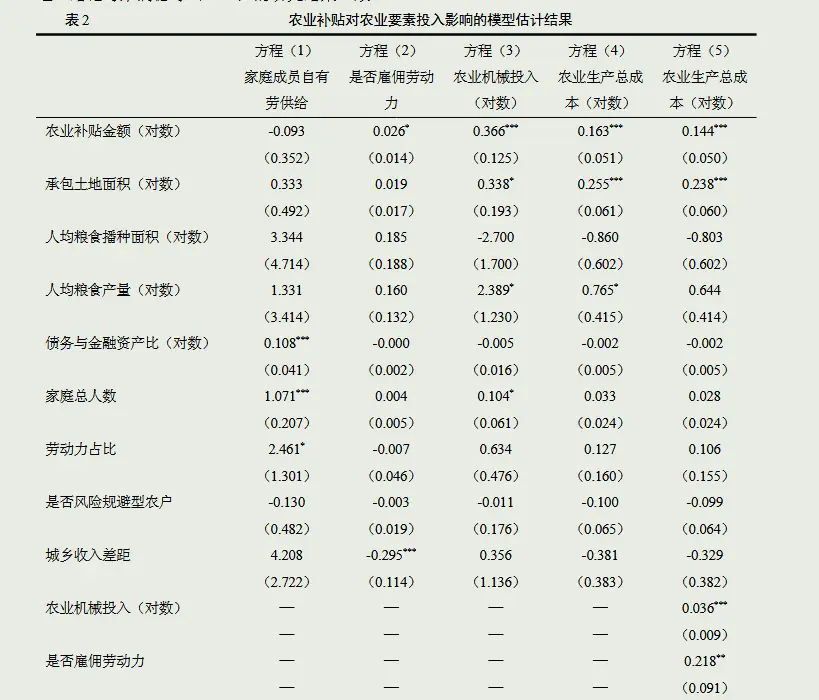 表 2 农业补贴对农业要素投入影响的模型估计结果
方程（1） 方程（2） 方程（3） 方程（4） 方程（5）
家庭成员自有 是否雇佣劳动 农业机械投入 农业生产总成 农业生产总成
劳供给 力 （对数） 本（对数） 本（对数）
农业补贴金额（对数） -0.093 0.026* 0.366*** 0.163*** 0.144***
（0.352） （0.014） （0.125） （0.051） （0.050）
承包土地面积（对数） 0.333 0.019 0.338* 0.255*** 0.238***
（0.492） （0.017） （0.193） （0.061） （0.060）
人均粮食播种面积（对数） 3.344 0.185 -2.700 -0.860 -0.803
（4.714） （0.188） （1.700） （0.602） （0.602）
人均粮食产量（对数） 1.331 0.160 2.389* 0.765* 0.644
（3.414） （0.132） （1.230） （0.415） （0.414）
债务与金融资产比（对数） 0.108*** -0.000 -0.005 -0.002 -0.002
（0.041） （0.002） （0.016） （0.005） （0.005）
家庭总人数 1.071*** 0.004 0.104* 0.033 0.028
（0.207） （0.005） （0.061） （0.024） （0.024）
劳动力占比 2.461* -0.007 0.634 0.127 0.106
（1.301） （0.046） （0.476） （0.160） （0.155）
是否风险规避型农户 -0.130 -0.003 -0.011 -0.100 -0.099
（0.482） （0.019） （0.176） （0.065） （0.064）
城乡收入差距 4.208 -0.295*** 0.356 -0.381 -0.329
（2.722） （0.114） （1.136） （0.383） （0.382）
农业机械投入（对数） — — — — 0.036***
— — — — （0.009）
是否雇佣劳动力 — — — — 0.218**
— — — — （0.091）